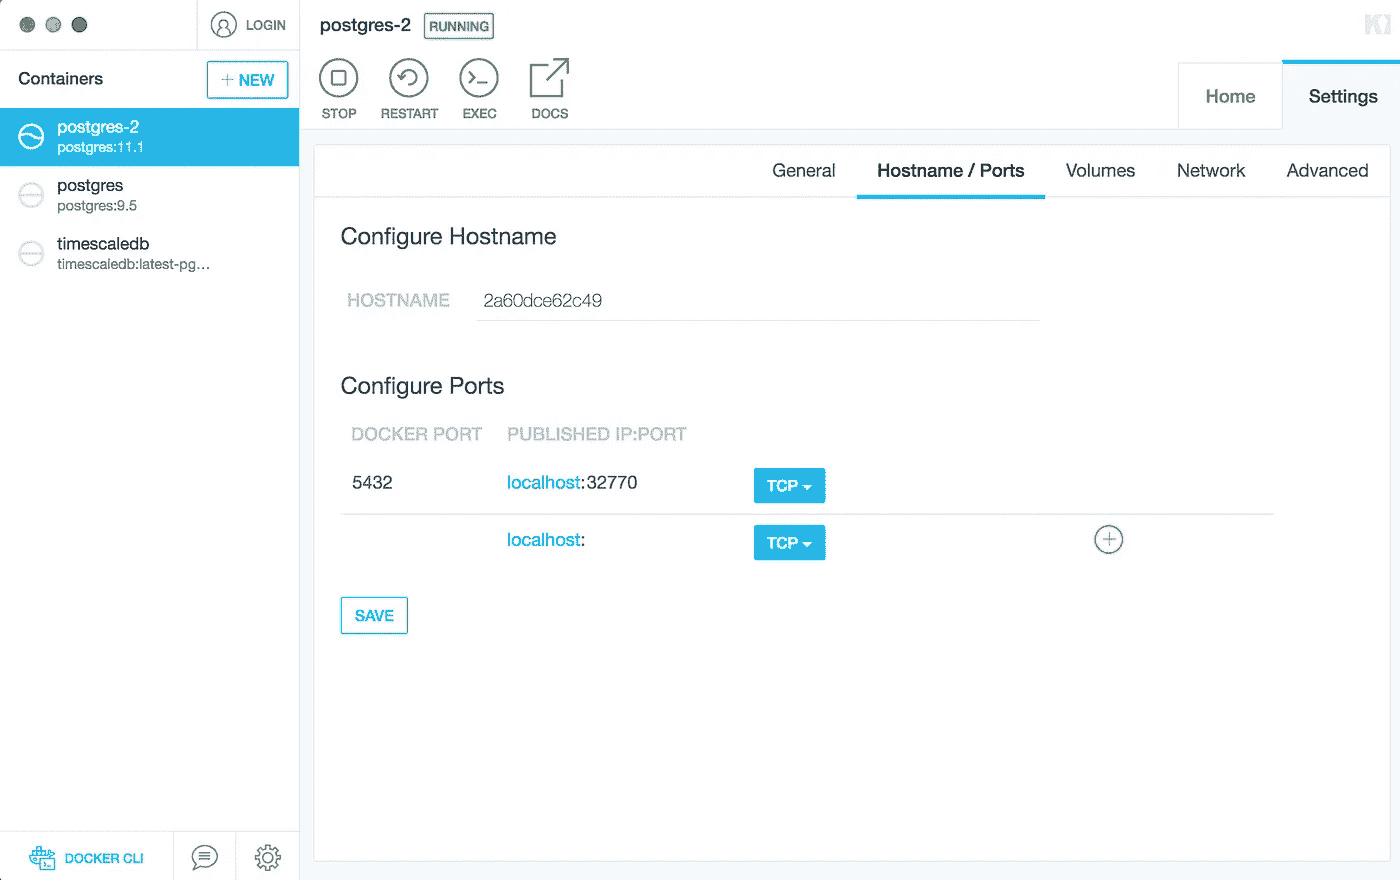 LOGIN
Containers
+ NEW
postgres-2
postgres:11.1
postgres
postgres:9.5
timescaledb
timescaledb:latest-pg...
DOCKER CLI
postgres-2 RUNNING
STOP RESTART EXEC DOCS
Home Settings
General Hostname / Ports Volumes Network Advanced
Configure Hostname
HOSTNAME 2a60dce62c49
Configure Ports
DOCKER PORT PUBLISHED IP:PORT
5432 localhost:32770 TCP
localhost: TCP
SAVE